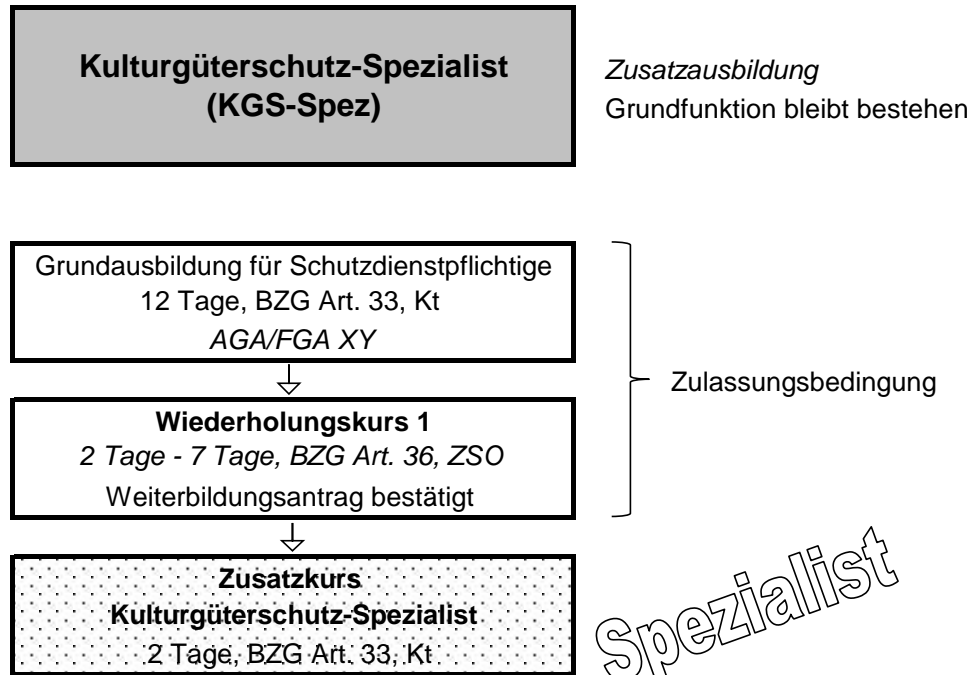 Kulturgüterschutz-Spezialist
(KGS-Spez)
Zusatzausbildung
Grundfunktion bleibt bestehen
Grundausbildung für Schutzdienstpflichtige
12 Tage, BZG Art. 33, Kt
AGA/FGA XY
Wiederholungskurs 1
2 Tage - 7 Tage, BZG Art. 36, ZSO
Weiterbildungsantrag bestätigt
Zulassungsbedingung
Zusatzkurs
Kulturgüterschutz-Spezialist
2 Tage, BZG Art. 33, Kt
Spezialist